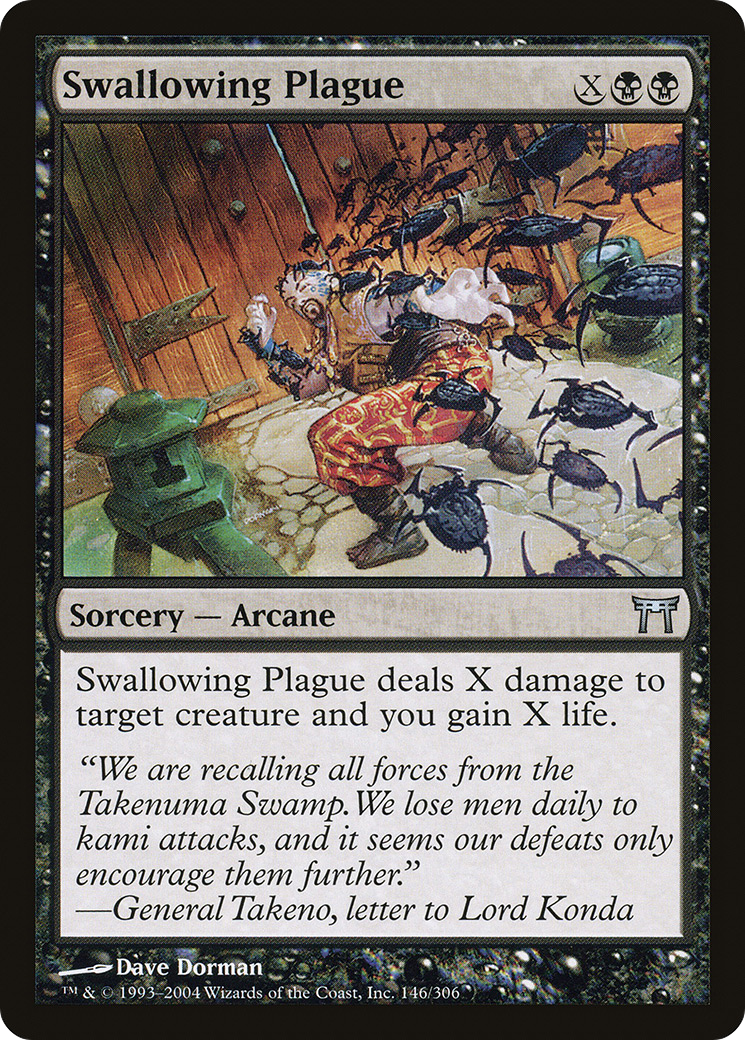 Swallowing Plague
X
Sorcery — Arcane
Swallowing Plague deals X damage to
target creature and you gain X life.
“We are recalling all forces from the
Takenuma Swamp. We lose men daily to
kami attacks, and it seems our defeats only
encourage them further.”
—General Takeno, letter to Lord Konda
Dave Dorman
™ & © 1993–2004 Wizards of the Coast, Inc. 146/306